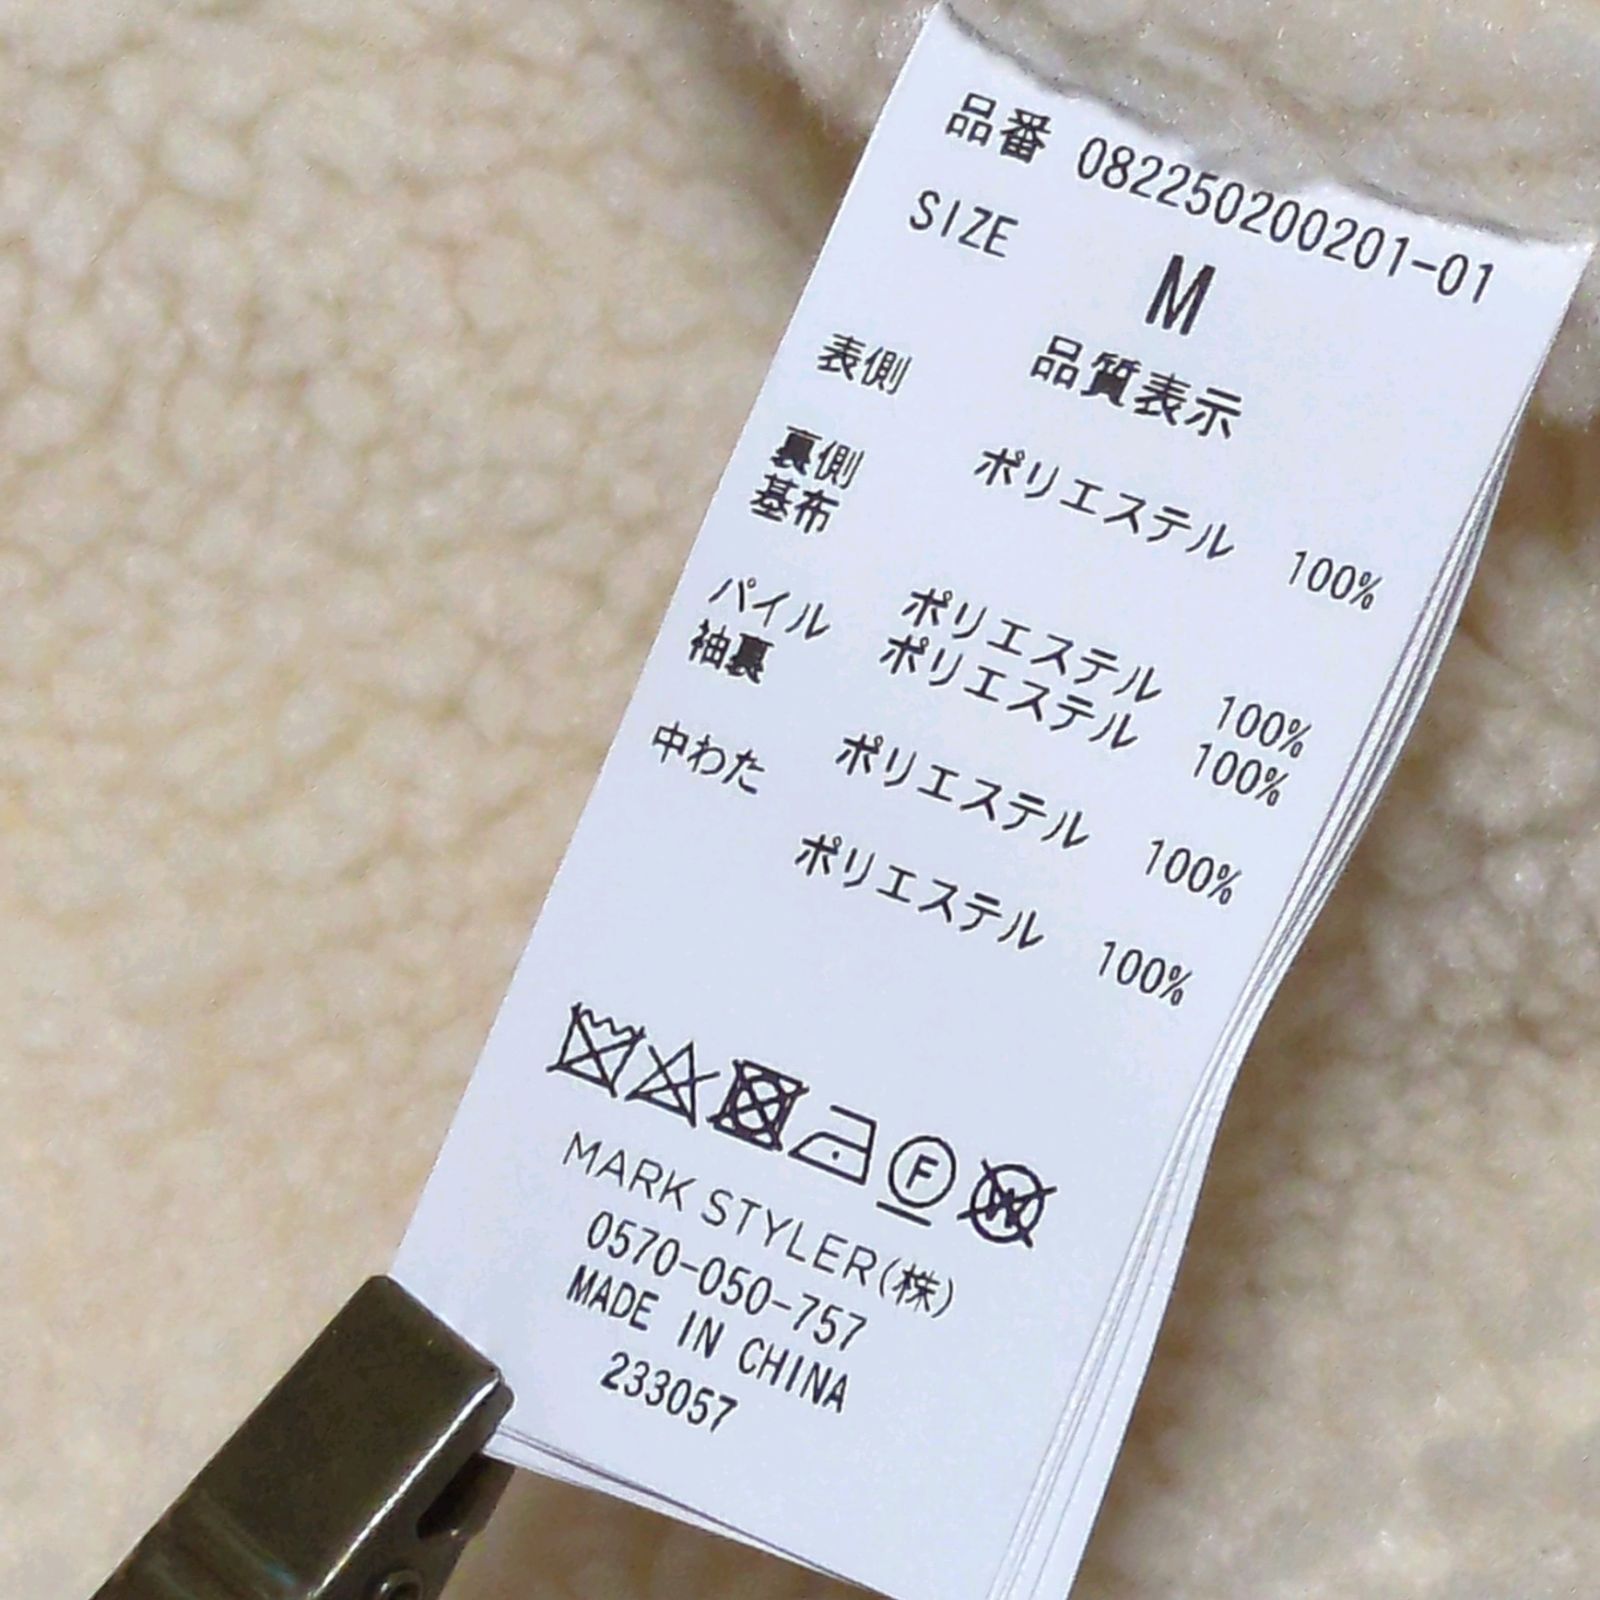 品番 082250200201-01
SIZE M
品質表示
表側
ポリエステル 100%
裏側
基布
ポリエステル 100%
パイル ポリエステル 100%
袖裏
ポリエステル 100%
中わた
ポリエステル 100%
F W
MARK STYLER(株)
0570-050-757
MADE IN CHINA
233057